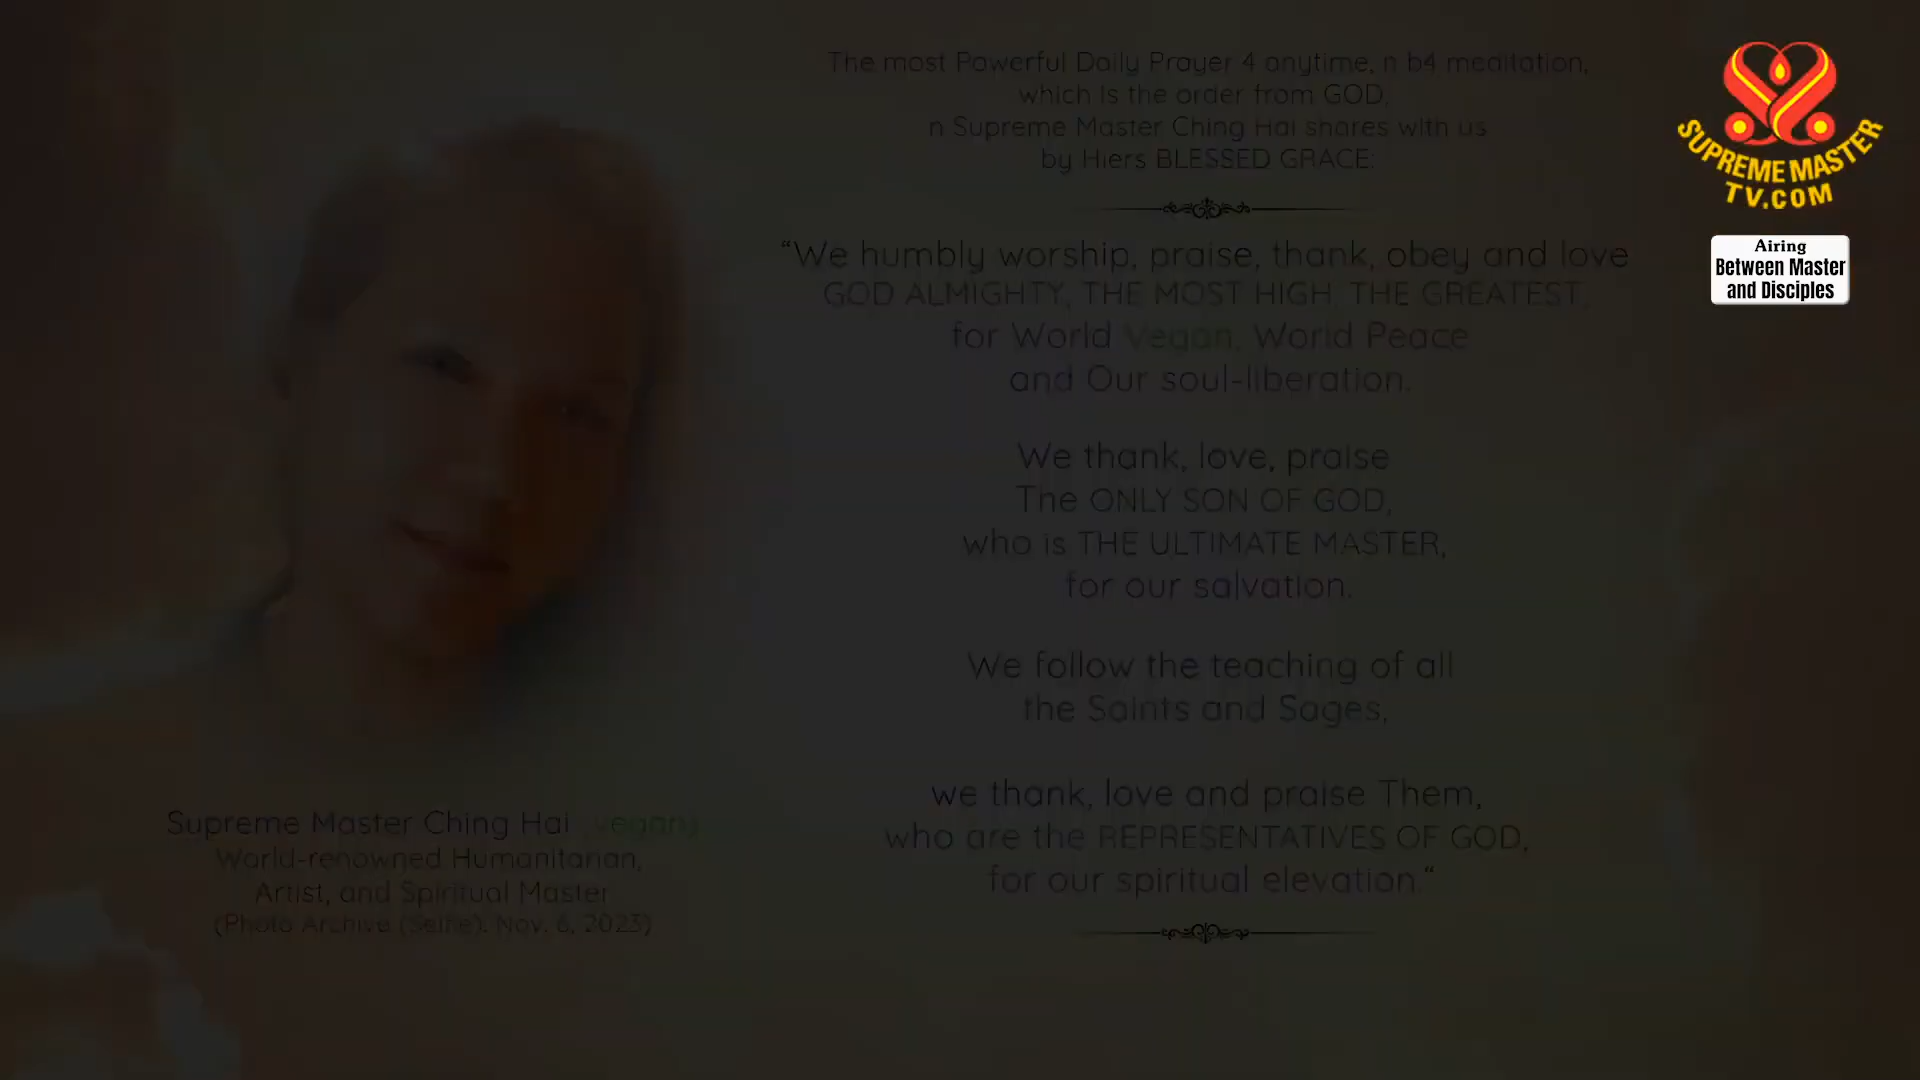 The most Powerful Daily Prayer 4 anytime, n b4 meditation,
which is the order from GOD,
n Supreme Master Ching Hai shares with us
by Hiers BLESSED GRACE:
“We humbly worship, praise, thank, obey and love
GOD ALMIGHTY, THE MOST HIGH, THE GREATEST
for World Vegan, World Peace
and Our soul-liberation.
We thank, love, praise
The ONLY SON OF GOD,
who is THE ULTIMATE MASTER,
for our salvation.
We follow the teaching of all
the Saints and Sages,
we thank, love and praise Them,
who are the REPRESENTATIVES OF GOD,
for our spiritual elevation.“
Supreme Master Ching Hai (vegan)
World-renowned Humanitarian,
Artist, and Spiritual Master
(Photo Archive (Selfie). Nov. 6, 2023)
SUPREME MASTER
TV.COM
Airing
Between Master
and Disciples